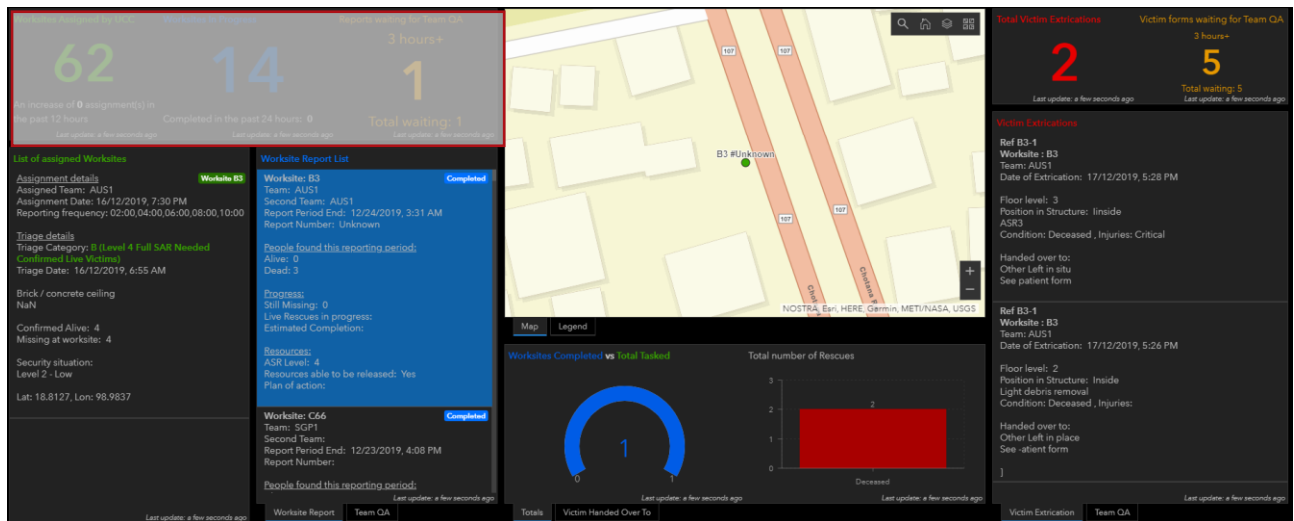 Worksites Assigned by UCC
62
An increase of 0 assignment(s) in
the past 12 hours
Last update: a few seconds ago
Worksites in Progress
14
Completed in the past 24 hours: 0
Last update: a few seconds ago
Reports waiting for Team QA
3 hours+
1
Total waiting: 1
Last update: a few seconds ago
List of assigned Worksites
Assignment details
Worksite B3
Assigned Team: AUS1
Assignment Date: 16/12/2019, 7:30 PM
Reporting frequency: 02:00,04:00,06:00,08:00,10:00
Triage details
Triage Category: B (Level 4 Full SAR Needed
Confirmed Live Victims)
Triage Date: 16/12/2019, 6:55 AM
Brick / concrete ceiling
NaN
Confirmed Alive: 4
Missing at worksite: 4
Security situation:
Level 2 - Low
Lat: 18.8127, Lon: 98.9837
Last update: a few seconds ago
Worksite Report List
Worksite: B3
Completed
Team: AUS1
Second Team: AUS1
Report Period End: 12/24/2019, 3:31 AM
Report Number: Unknown
People found this reporting period:
Alive: 0
Dead: 3
Progress:
Still Missing: 0
Live Rescues in progress:
Estimated Completion:
Resources:
ASR Level: 4
Resources able to be released: Yes
Plan of action:
Worksite: C66
Completed
Team: SGP1
Second Team:
Report Period End: 12/23/2019, 4:08 PM
Report Number:
People found this reporting period:
Last update: a few seconds ago
Worksite Report
Team QA
107
107
B3 #Unknown
107
107
Chotana
Chotana R
NOSTRA, Esri, HERE, Garmin, METI/NASA, USGS
Map
Legend
Worksites Completed vs Total Tasked
1
0
1
Last update: a few seconds ago
Total number of Rescues
3
2
1
0
2
Deceased
Last update: a few seconds ago
Totals
Victim Handed Over To
Total Victim Extrications
2
Last update: a few seconds ago
Victim forms waiting for Team QA
3 hours+
5
Total waiting: 5
Last update: a few seconds ago
Victim Extrications
Ref B3-1
Worksite : B3
Team: AUS1
Date of Extrication: 17/12/2019, 5:28 PM
Floor level: 3
Position in Structure: Iinside
ASR3
Condition: Deceased , Injuries: Critical
Handed over to:
Other Left in situ
See patient form
Ref B3-1
Worksite : B3
Team: AUS1
Date of Extrication: 17/12/2019, 5:26 PM
Floor level: 2
Position in Structure: Inside
Light debris removal
Condition: Deceased , Injuries:
Handed over to:
Other Left in place
See -atient form
]
Last update: a few seconds ago
Victim Extrication
Team QA